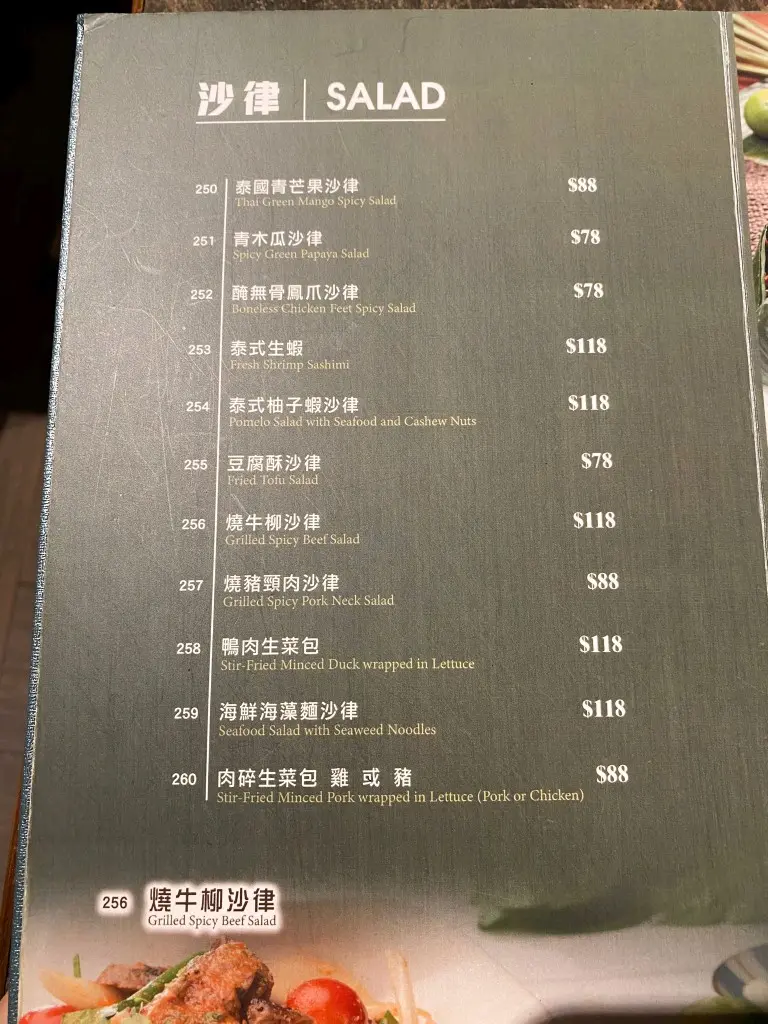 沙律 | SALAD
250 泰國青芒果沙律 $88
Thai Green Mango Spicy Salad
251 青木瓜沙律 $78
Spicy Green Papaya Salad
252 醃無骨鳳爪沙律 $78
Boneless Chicken Feet Spicy Salad
253 泰式生蝦 $118
Fresh Shrimp Sashimi
254 泰式柚子蝦沙律 $118
Pomelo Salad with Seafood and Cashew Nuts
255 豆腐酥沙律 $78
Fried Tofu Salad
256 燒牛柳沙律 $118
Grilled Spicy Beef Salad
257 燒豬頸肉沙律 $88
Grilled Spicy Pork Neck Salad
258 鴨肉生菜包 $118
Stir-Fried Minced Duck wrapped in Lettuce
259 海鮮海藻麵沙律 $118
Seafood Salad with Seaweed Noodles
260 肉碎生菜包 雞 或 豬 $88
Stir-Fried Minced Pork wrapped in Lettuce (Pork or Chicken)
256 燒牛柳沙律
Grilled Spicy Beef Salad